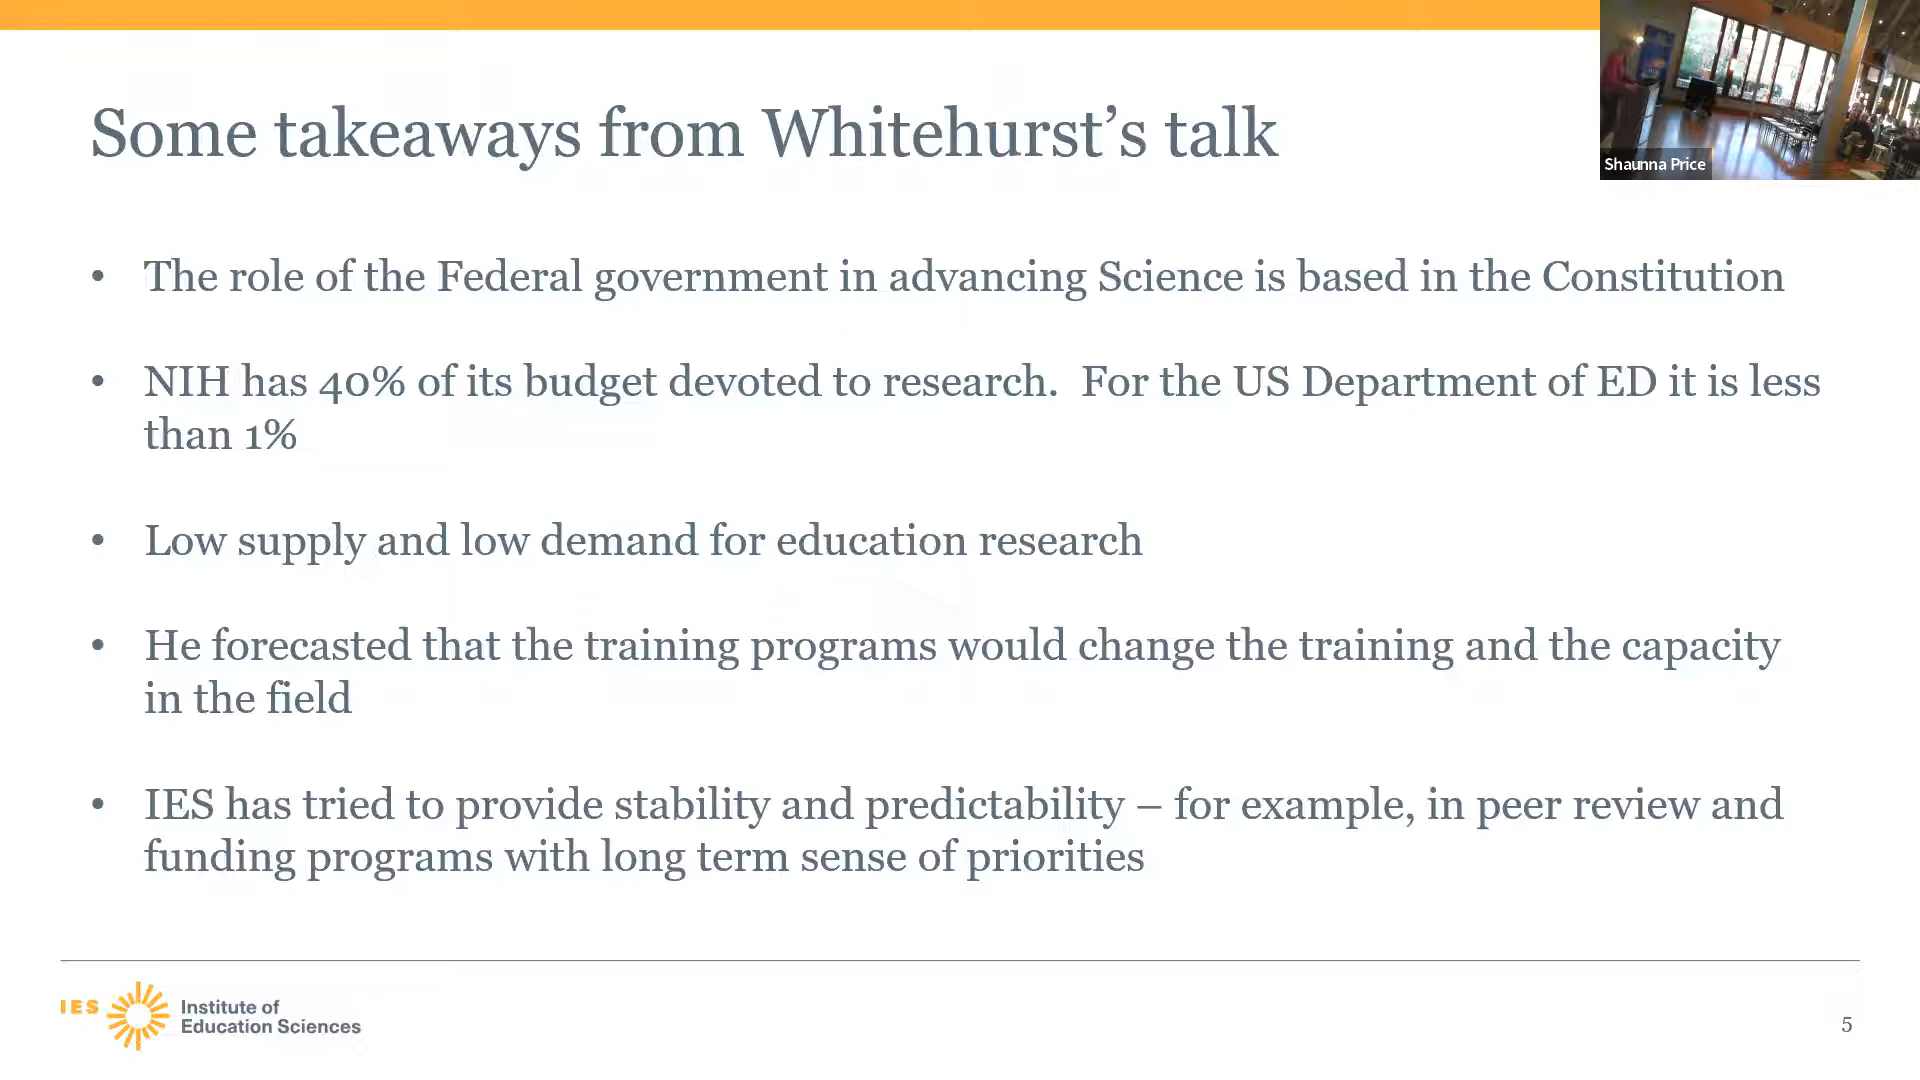 Some takeaways from Whitehurst’s talk
Shaunna Price
• The role of the Federal government in advancing Science is based in the Constitution
• NIH has 40% of its budget devoted to research.  For the US Department of ED it is less
than 1%
• Low supply and low demand for education research
• He forecasted that the training programs would change the training and the capacity
in the field
• IES has tried to provide stability and predictability – for example, in peer review and
funding programs with long term sense of priorities
IES
Institute of
Education Sciences
5